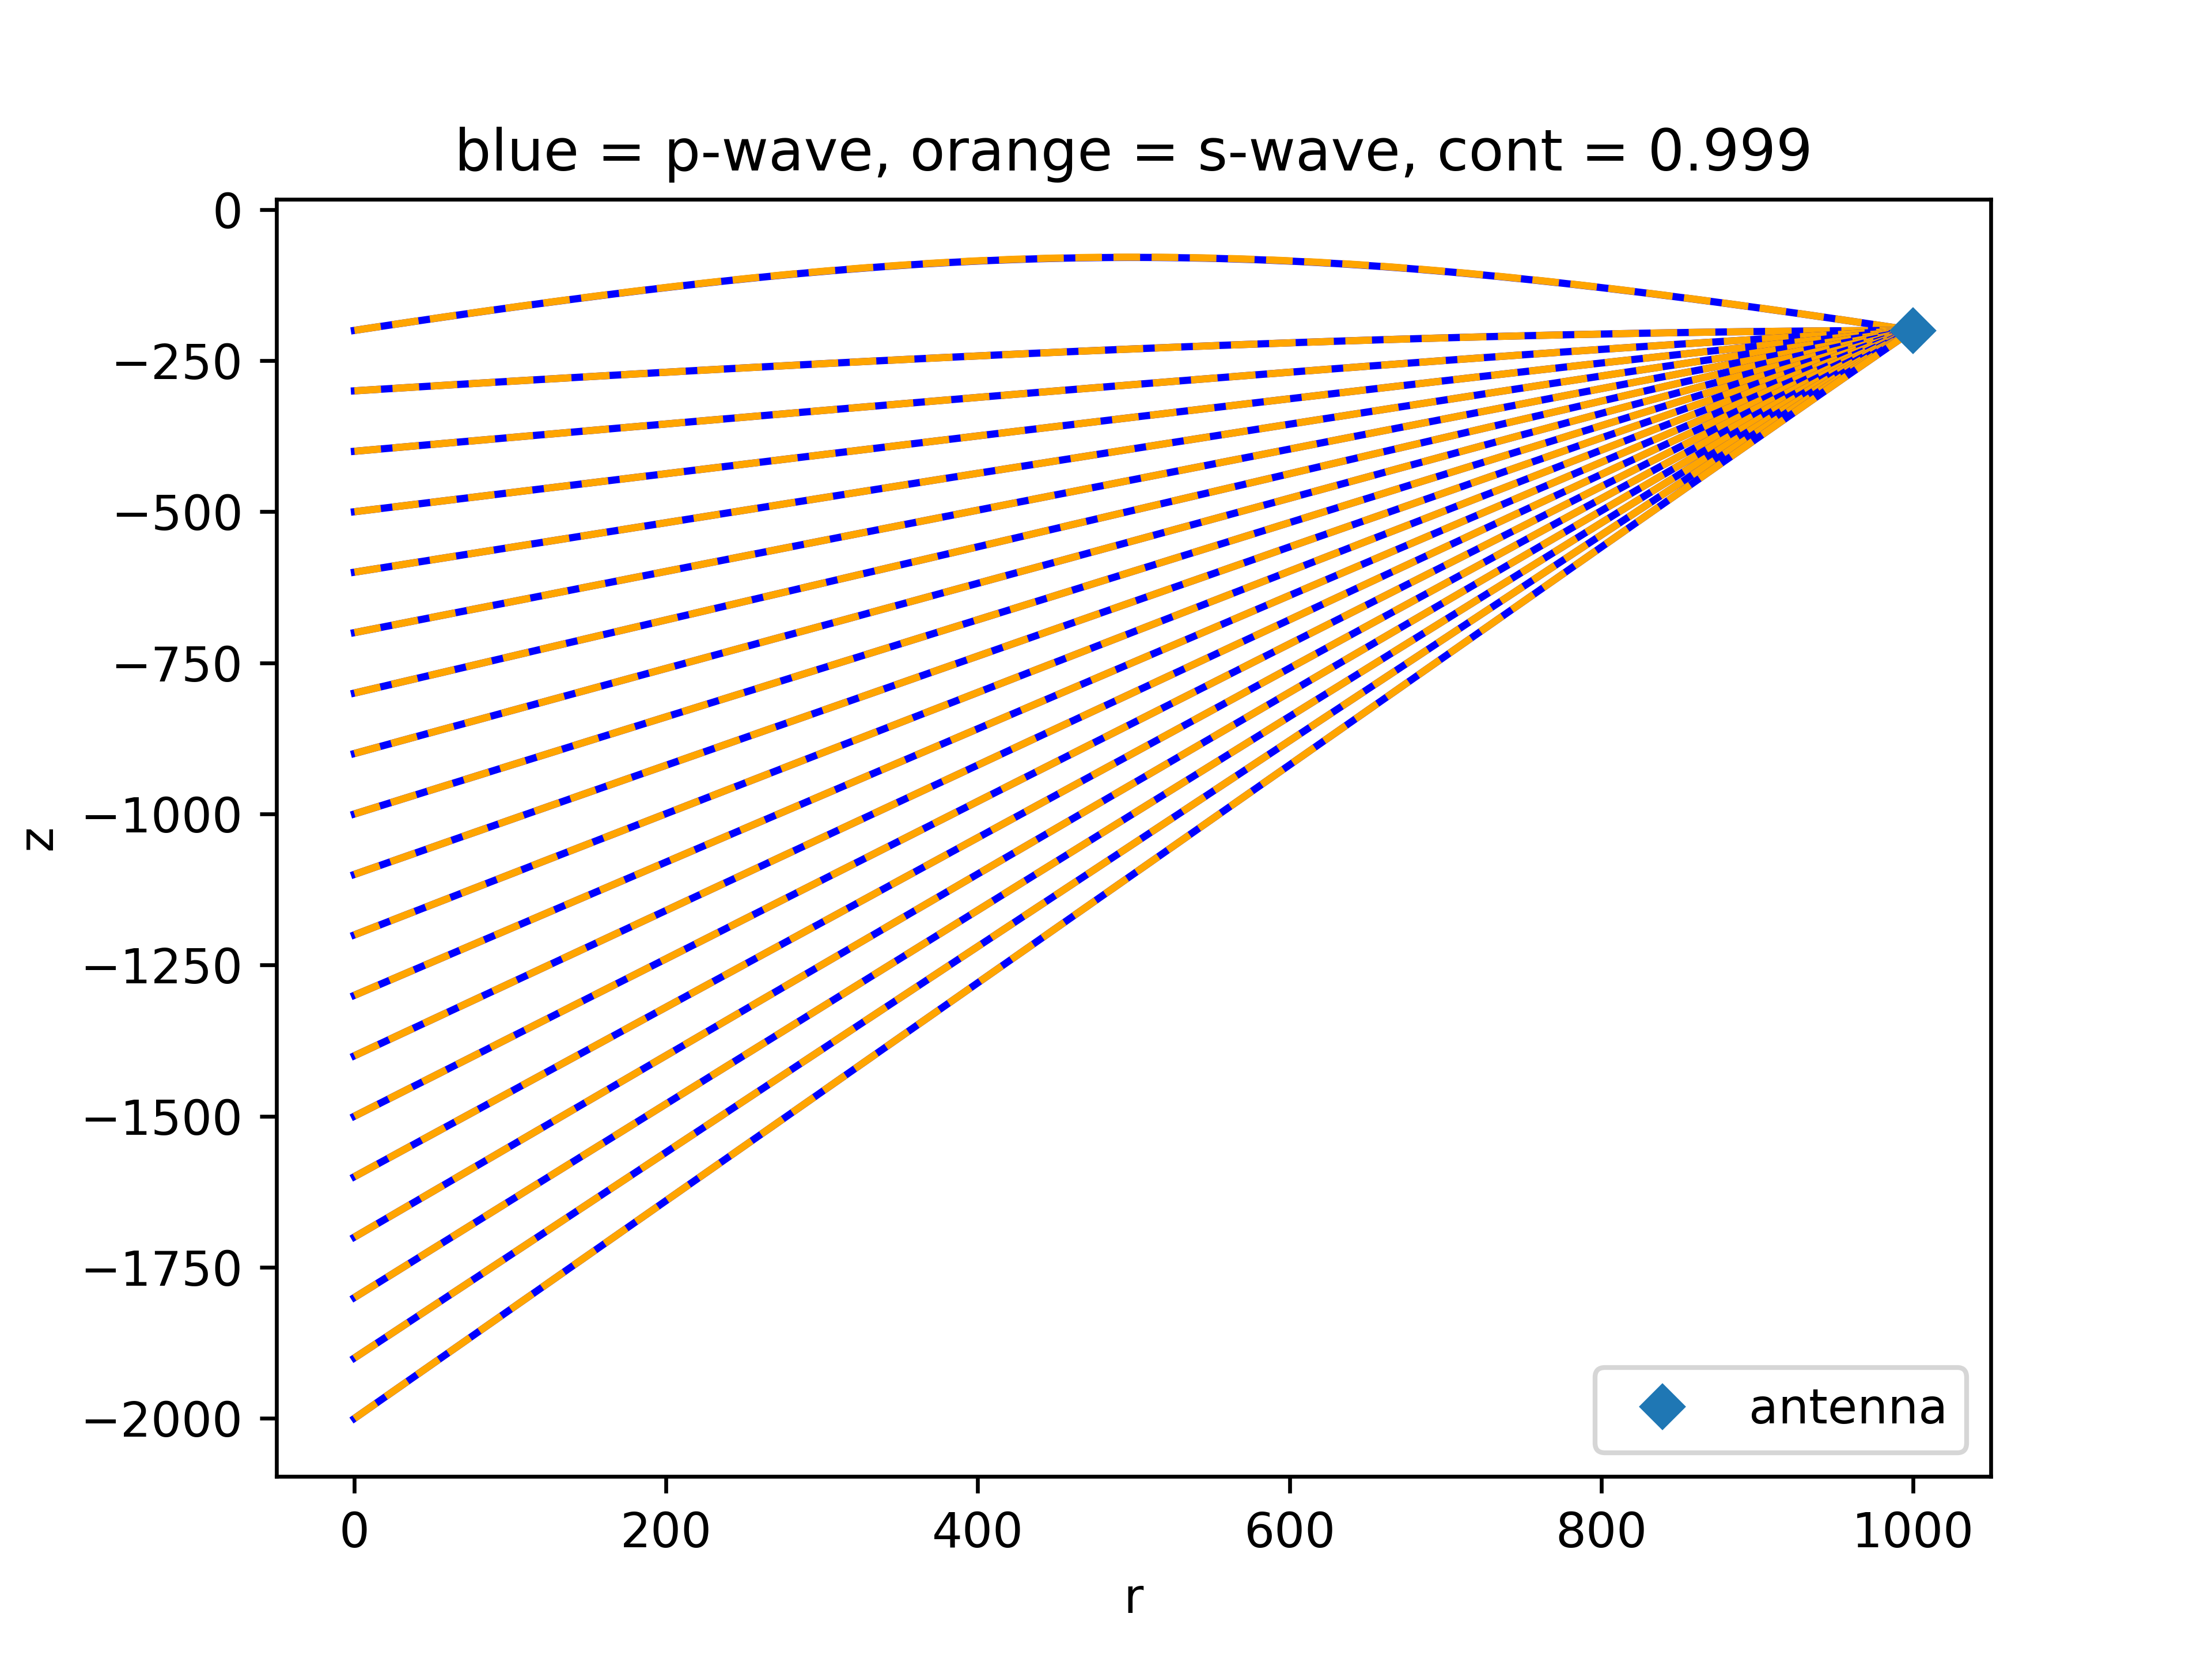 blue = p-wave, orange = s-wave, cont = 0.999
0
−250
−500
−750
−1000
−1250
−1500
−1750
−2000
z
antenna
0 200 400 600 800 1000
r